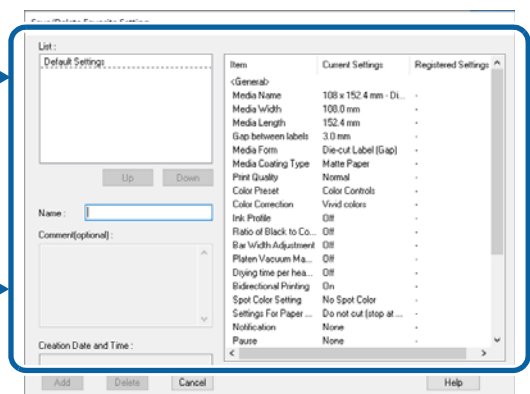 Save/Delete Favorite Setting
List :
Default Settings
Up Down
Name :
Comment(optional) :
Creation Date and Time :
Item Current Settings Registered Settings
<General>
Media Name 108 x 152.4 mm - Di... -
Media Width 108.0 mm -
Media Length 152.4 mm -
Gap between labels 3.0 mm -
Media Form Die-cut Label (Gap) -
Media Coating Type Matte Paper -
Print Quality Normal -
Color Preset Color Controls -
Color Correction Vivid colors -
Ink Profile Off -
Ratio of Black to Co... Off -
Bar Width Adjustment Off -
Platen Vacuum Ma... Off -
Drying time per hea... Off -
Bidirectional Printing On -
Spot Color Setting No Spot Color -
Settings For Paper ... Do not cut (stop at ... -
Notification None -
Pause None -
Add Delete Cancel Help